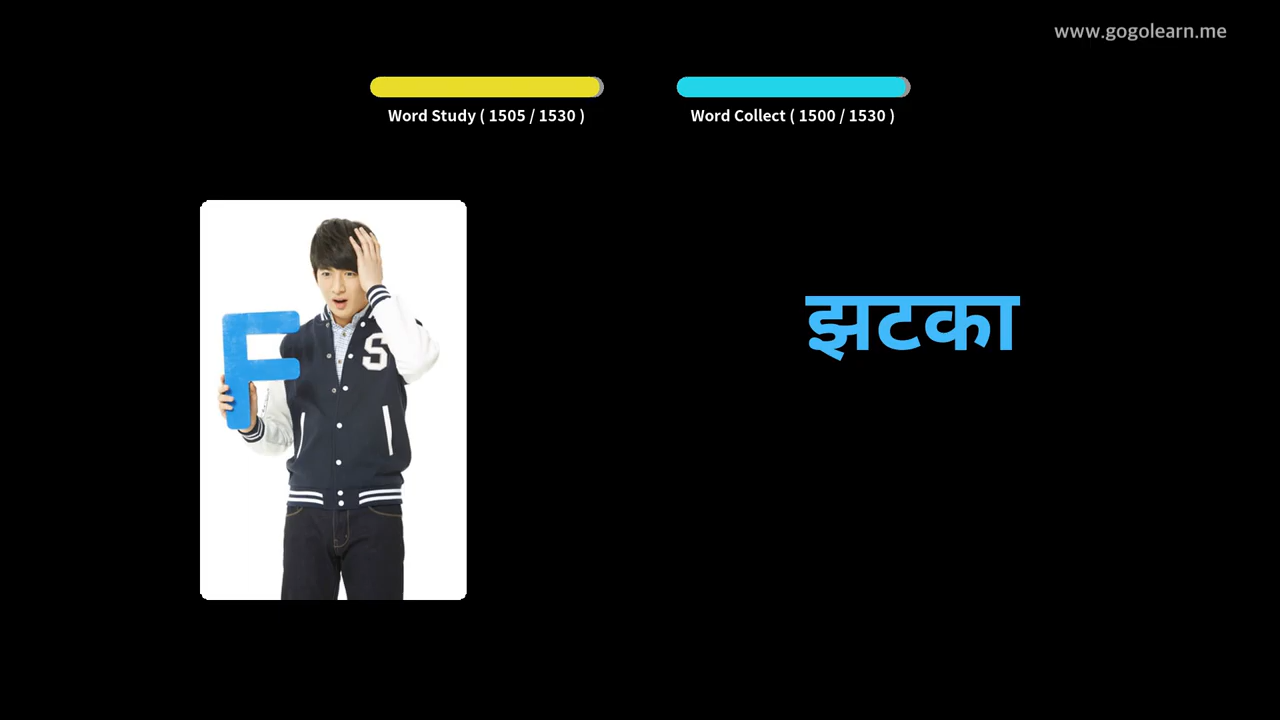 www.gogolearn.me
Word Study ( 1505 / 1530 )
Word Collect ( 1500 / 1530 )
F
S
झटका